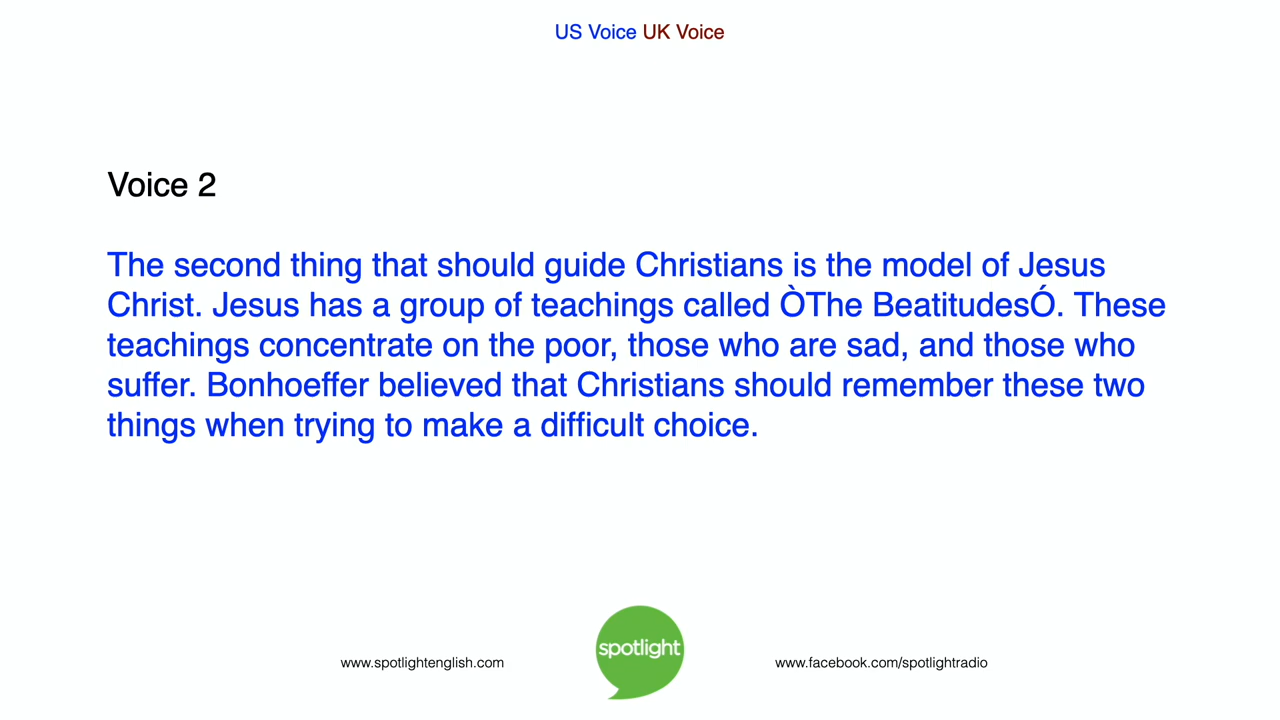 US Voice UK Voice
Voice 2
The second thing that should guide Christians is the model of Jesus
Christ. Jesus has a group of teachings called ÒThe BeatitudesÓ. These
teachings concentrate on the poor, those who are sad, and those who
suffer. Bonhoeffer believed that Christians should remember these two
things when trying to make a difficult choice.
spotlight
www.spotlightenglish.com
www.facebook.com/spotlightradio